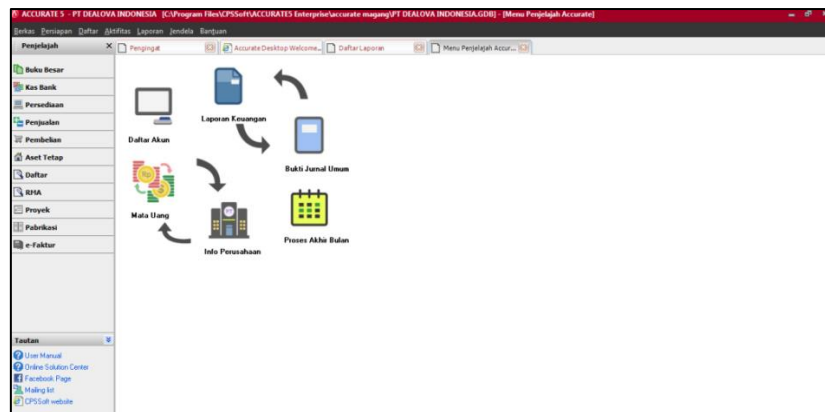 ACCURATE 5 - PT DEALOVA INDONESIA [C:\Program Files\CPSSoft\ACCURATE5 Enterprise\accurate magang\PT DEALOVA INDONESIA.GDB] - [Menu Penjelajah Accurate]
Berkas Persiapan Daftar Aktifitas Laporan Jendela Bantuan
Penjelajah X
Pengingat
Accurate Desktop Welcome...
Daftar Laporan
Menu Penjelajah Accur...
Buku Besar
Kas Bank
Persediaan
Penjualan
Pembelian
Aset Tetap
Daftar
RMA
Proyek
Pabrikasi
e-Faktur
Daftar Akun
Laporan Keuangan
Bukti Jurnal Umum
Mata Uang
Info Perusahaan
Proses Akhir Bulan
Tautan
User Manual
Online Solution Center
Facebook Page
Mailing list
CPSSoft website